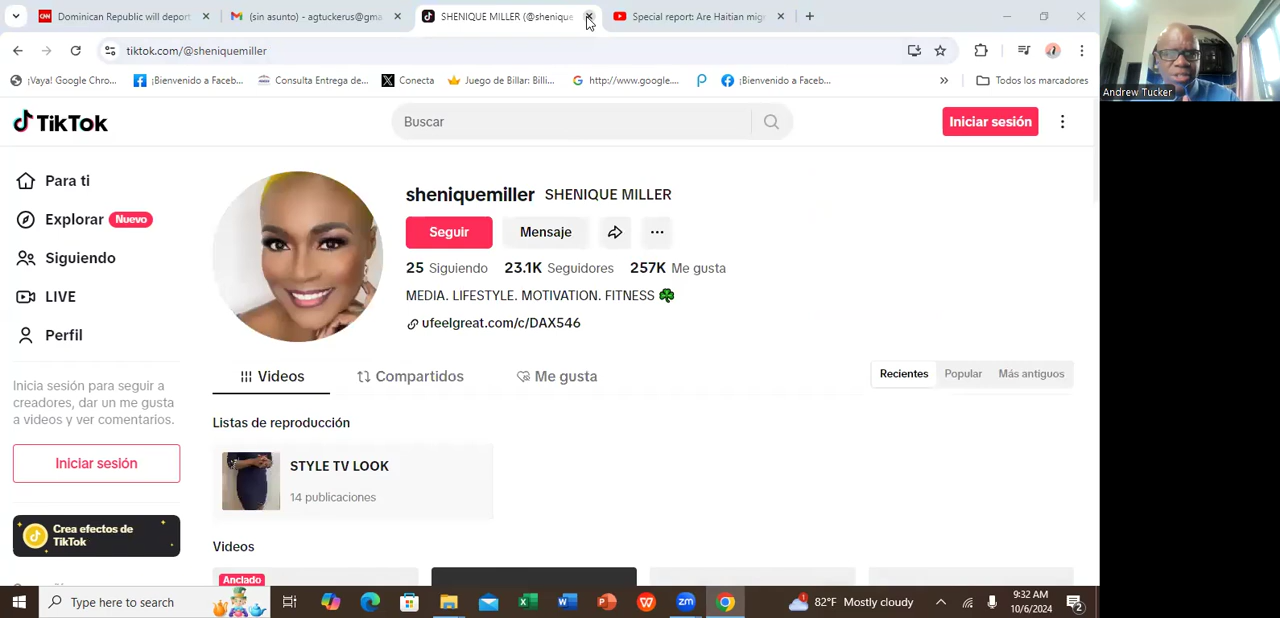 Dominican Republic will deport
(sin asunto) - agtuckerus@gma
SHENIQUE MILLER (@shenique
Special report: Are Haitian mig
tiktok.com/@sheniquemiller
¡Vaya! Google Chro...
¡Bienvenido a Faceb...
Consulta Entrega de...
Conecta
Juego de Billar: Billi...
http://www.google....
¡Bienvenido a Faceb...
»
Todos los marcadores
Andrew Tucker
TikTok
Buscar
Iniciar sesión
Para ti
Explorar Nuevo
Siguiendo
LIVE
Perfil
Inicia sesión para seguir a
creadores, dar un me gusta
a videos y ver comentarios.
Iniciar sesión
Crea efectos de
TikTok
sheniquemiller SHENIQUE MILLER
Seguir Mensaje
25 Siguiendo 23.1K Seguidores 257K Me gusta
MEDIA. LIFESTYLE. MOTIVATION. FITNESS 🍀
ufeelgreat.com/c/DAX546
Videos Compartidos Me gusta
Recientes Popular Más antiguos
Listas de reproducción
STYLE TV LOOK
14 publicaciones
Videos
Anclado
Type here to search
82°F Mostly cloudy
9:32 AM
10/6/2024
2